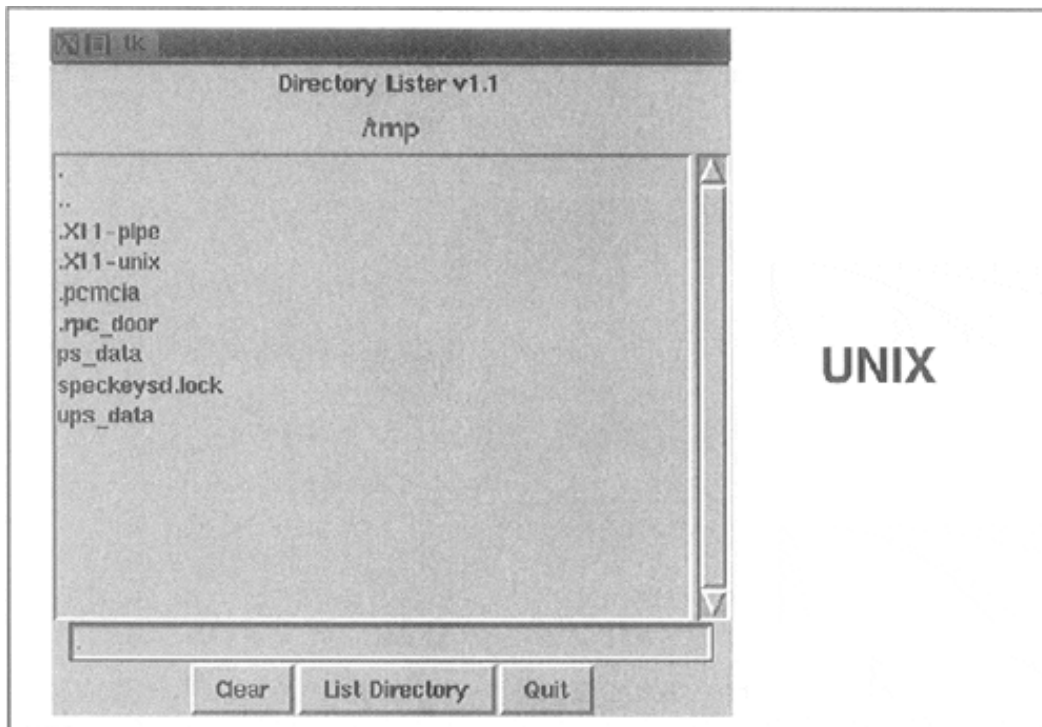 tk
Directory Lister v1.1
/tmp
.
..
.X11-pipe
.X11-unix
.pcmcia
.rpc_door
ps_data
speckeysd.lock
ups_data
UNIX
.
Clear List Directory Quit